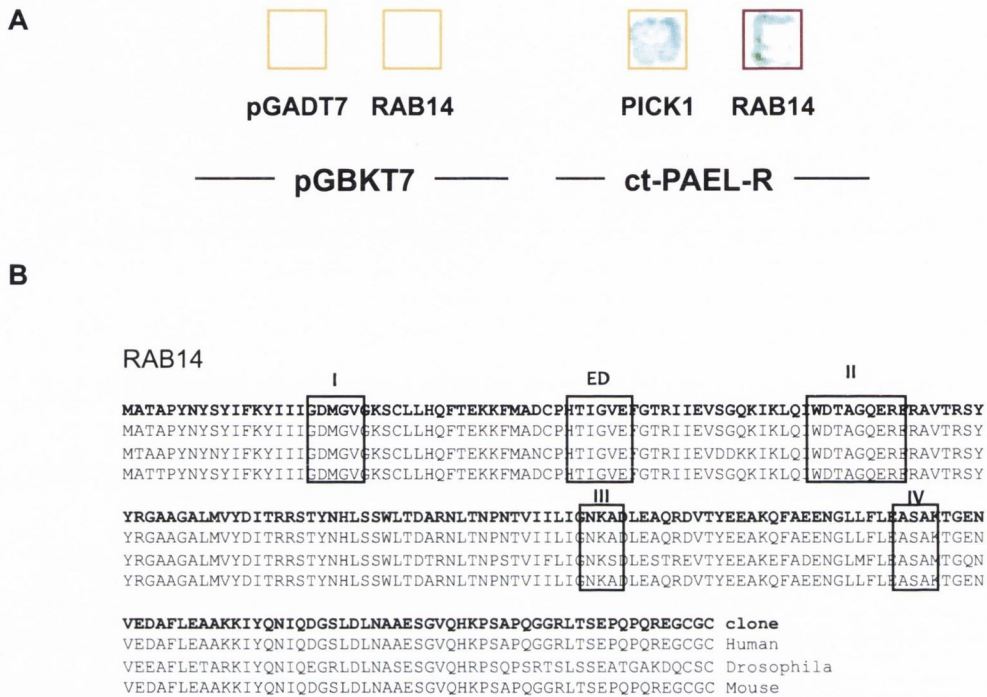 A
pGADT7 RAB14 PICK1 RAB14
pGBKT7 ct-PAEL-R
B
RAB14
I ED II
MATAPYNYSYIFKYIIIGDMGVGKSCLLHQFTEKKFMADCPHTIGVEFGTRIIEVSGQKIKLQIWDTAGQERFRAVTRSY
MATAPYNYSYIFKYIIIGDMGVGKSCLLHQFTEKKFMADCPHTIGVEFGTRIIEVSGQKIKLQIWDTAGQERFRAVTRSY
MTAAPYNYSYIFKYIIIGDMGVGKSCLLHQFTEKKFMANCPHTIGVEFGTRIIEVDDKKIKLQIWDTAGQERFRAVTRSY
MATTPYNYSYIFKYIIIGDMGVGKSCLLHQFTEKKFMADCPHTIGVEFGTRIIEVSGQKIKLQIWDTAGQERFRAVTRSY
III IV
YRGAAGALMVYDITRRSTYNHLSSWLTDARNLTNPNTVIILIGNKADLEAQRDVTYEEAKQFAEENGLLFLEASAKTGEN
YRGAAGALMVYDITRRSTYNHLSSWLTDARNLTNPNTVIILIGNKADLEAQRDVTYEEAKQFAEENGLLFLEASAKTGEN
YRGAAGALMVYDITRRSTYNHLSSWLTDTRNLTNPSTVIFLIGNKSDLESTREVTYEEAKEFADENGLMFLEASAMTGQN
YRGAAGALMVYDITRRSTYNHLSSWLTDARNLTNPNTVIILIGNKADLEAQRDVTYEEAKQFAEENGLLFLEASAKTGEN
VEDAFLEAAKKIYQNIQDGSLDLNAAESGVQHKPSAPQGGRLTSEPQPQREGCGC clone
VEDAFLEAAKKIYQNIQDGSLDLNAAESGVQHKPSAPQGGRLTSEPQPQREGCGC Human
VEEAFLETARKIYQNIQEGRLDLNASESGVQHRPSQPSRTSLSSEATGAKDQCSC Drosophila
VEDAFLEAAKKIYQNIQDGSLDLNAAESGVQHKPSAPQGGRLTSEPQPQREGCGC Mouse